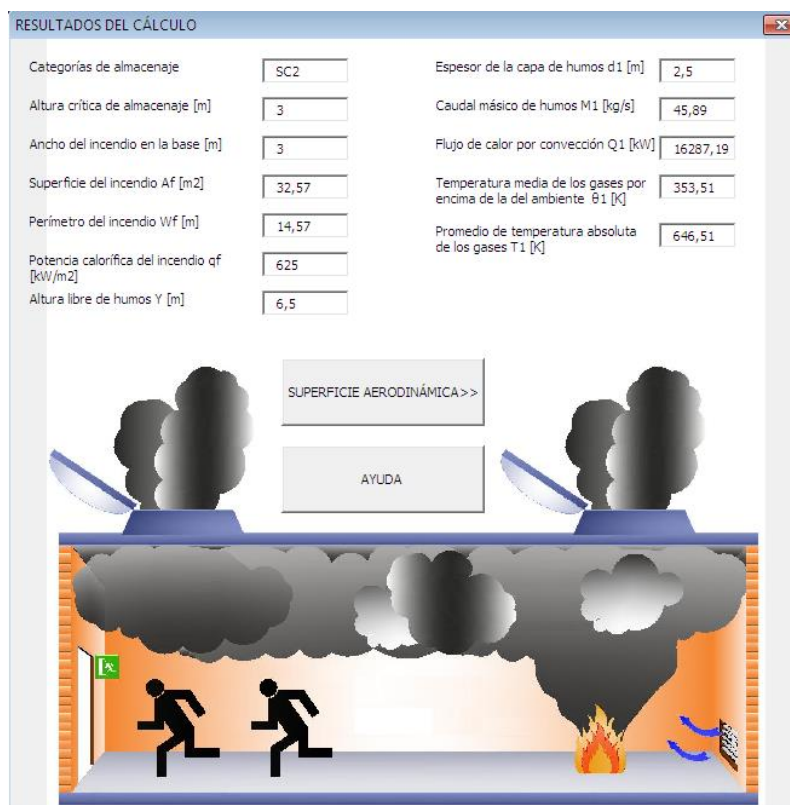 RESULTADOS DEL CÁLCULO
Categorías de almacenaje
SC2
Altura crítica de almacenaje [m]
3
Ancho del incendio en la base [m]
3
Superficie del incendio Af [m2]
32,57
Perímetro del incendio Wf [m]
14,57
Potencia calorífica del incendio qf
[kW/m2]
625
Altura libre de humos Y [m]
6,5
Espesor de la capa de humos d1 [m]
2,5
Caudal másico de humos M1 [kg/s]
45,89
Flujo de calor por convección Q1 [kW]
16287,19
Temperatura media de los gases por
encima de la del ambiente θ1 [K]
353,51
Promedio de temperatura absoluta
de los gases T1 [K]
646,51
SUPERFICIE AERODINÁMICA>>
AYUDA